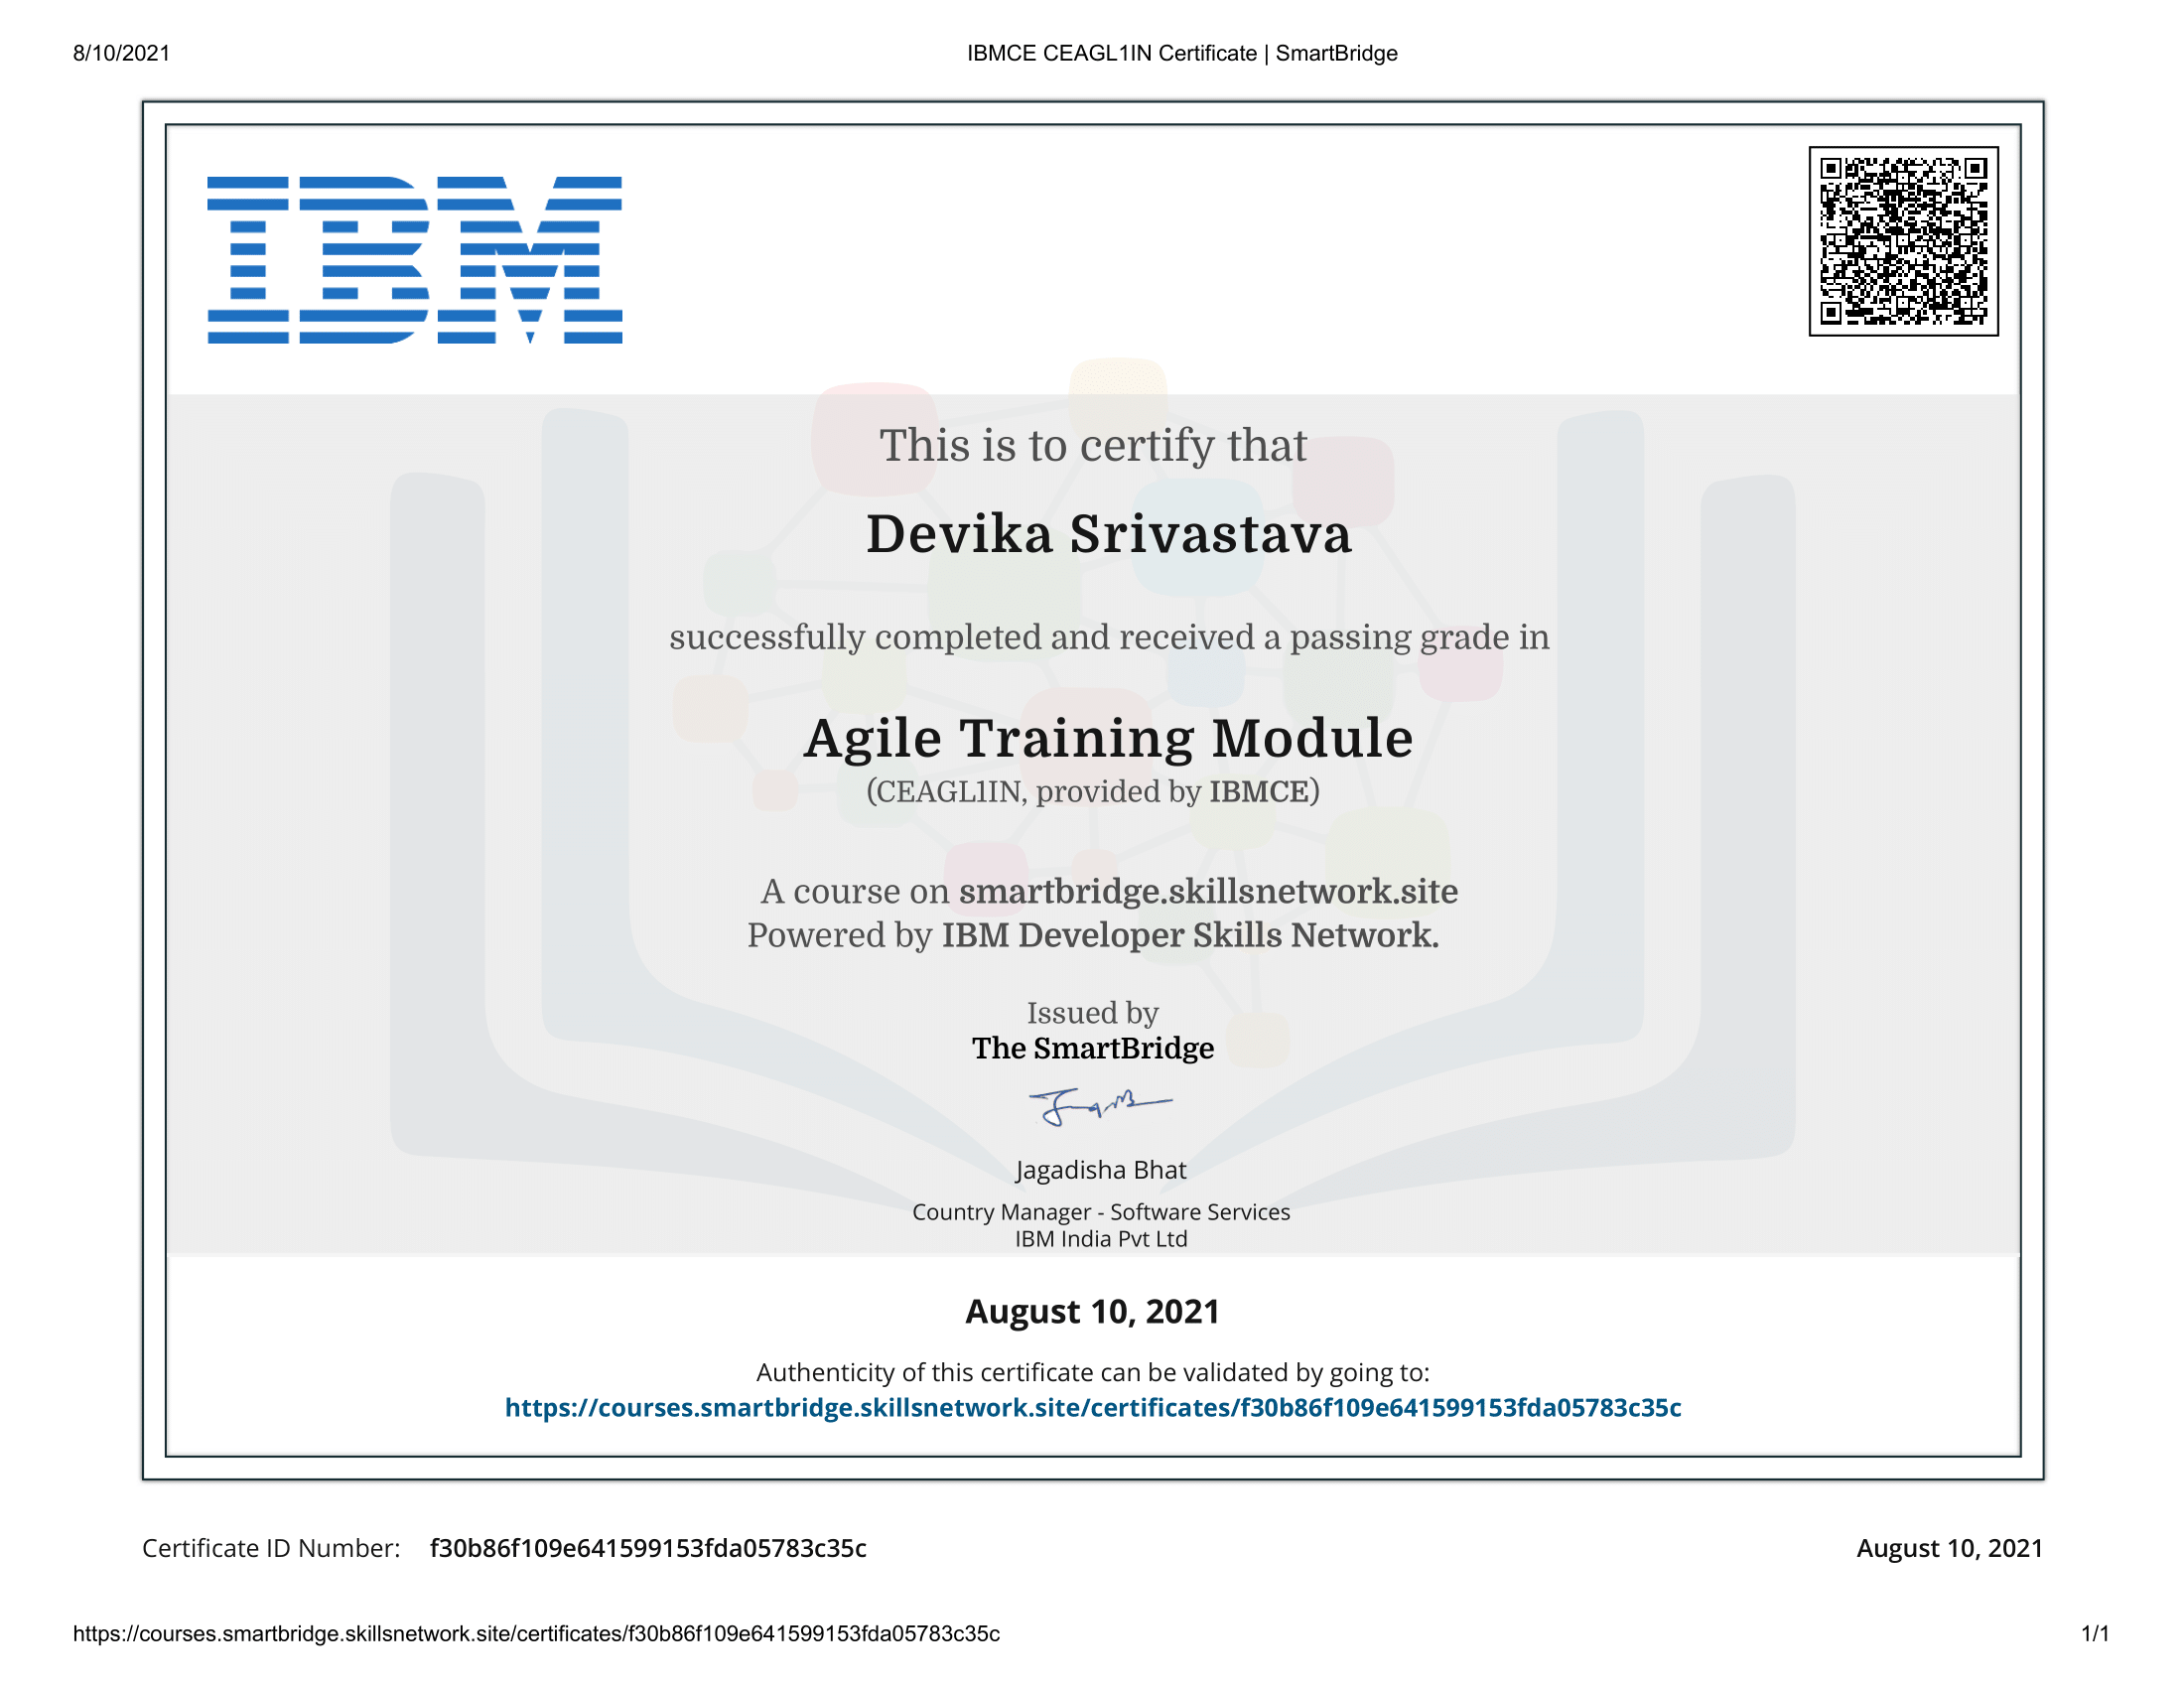 8/10/2021
IBMCE CEAGL1IN Certificate | SmartBridge
IBM
This is to certify that
Devika Srivastava
successfully completed and received a passing grade in
Agile Training Module
(CEAGL1IN, provided by IBMCE)
A course on smartbridge.skillsnetwork.site
Powered by IBM Developer Skills Network.
Issued by
The SmartBridge
Jagadisha Bhat
Country Manager - Software Services
IBM India Pvt Ltd
August 10, 2021
Authenticity of this certificate can be validated by going to:
https://courses.smartbridge.skillsnetwork.site/certificates/f30b86f109e641599153fda05783c35c
Certificate ID Number: f30b86f109e641599153fda05783c35c
August 10, 2021
https://courses.smartbridge.skillsnetwork.site/certificates/f30b86f109e641599153fda05783c35c
1/1